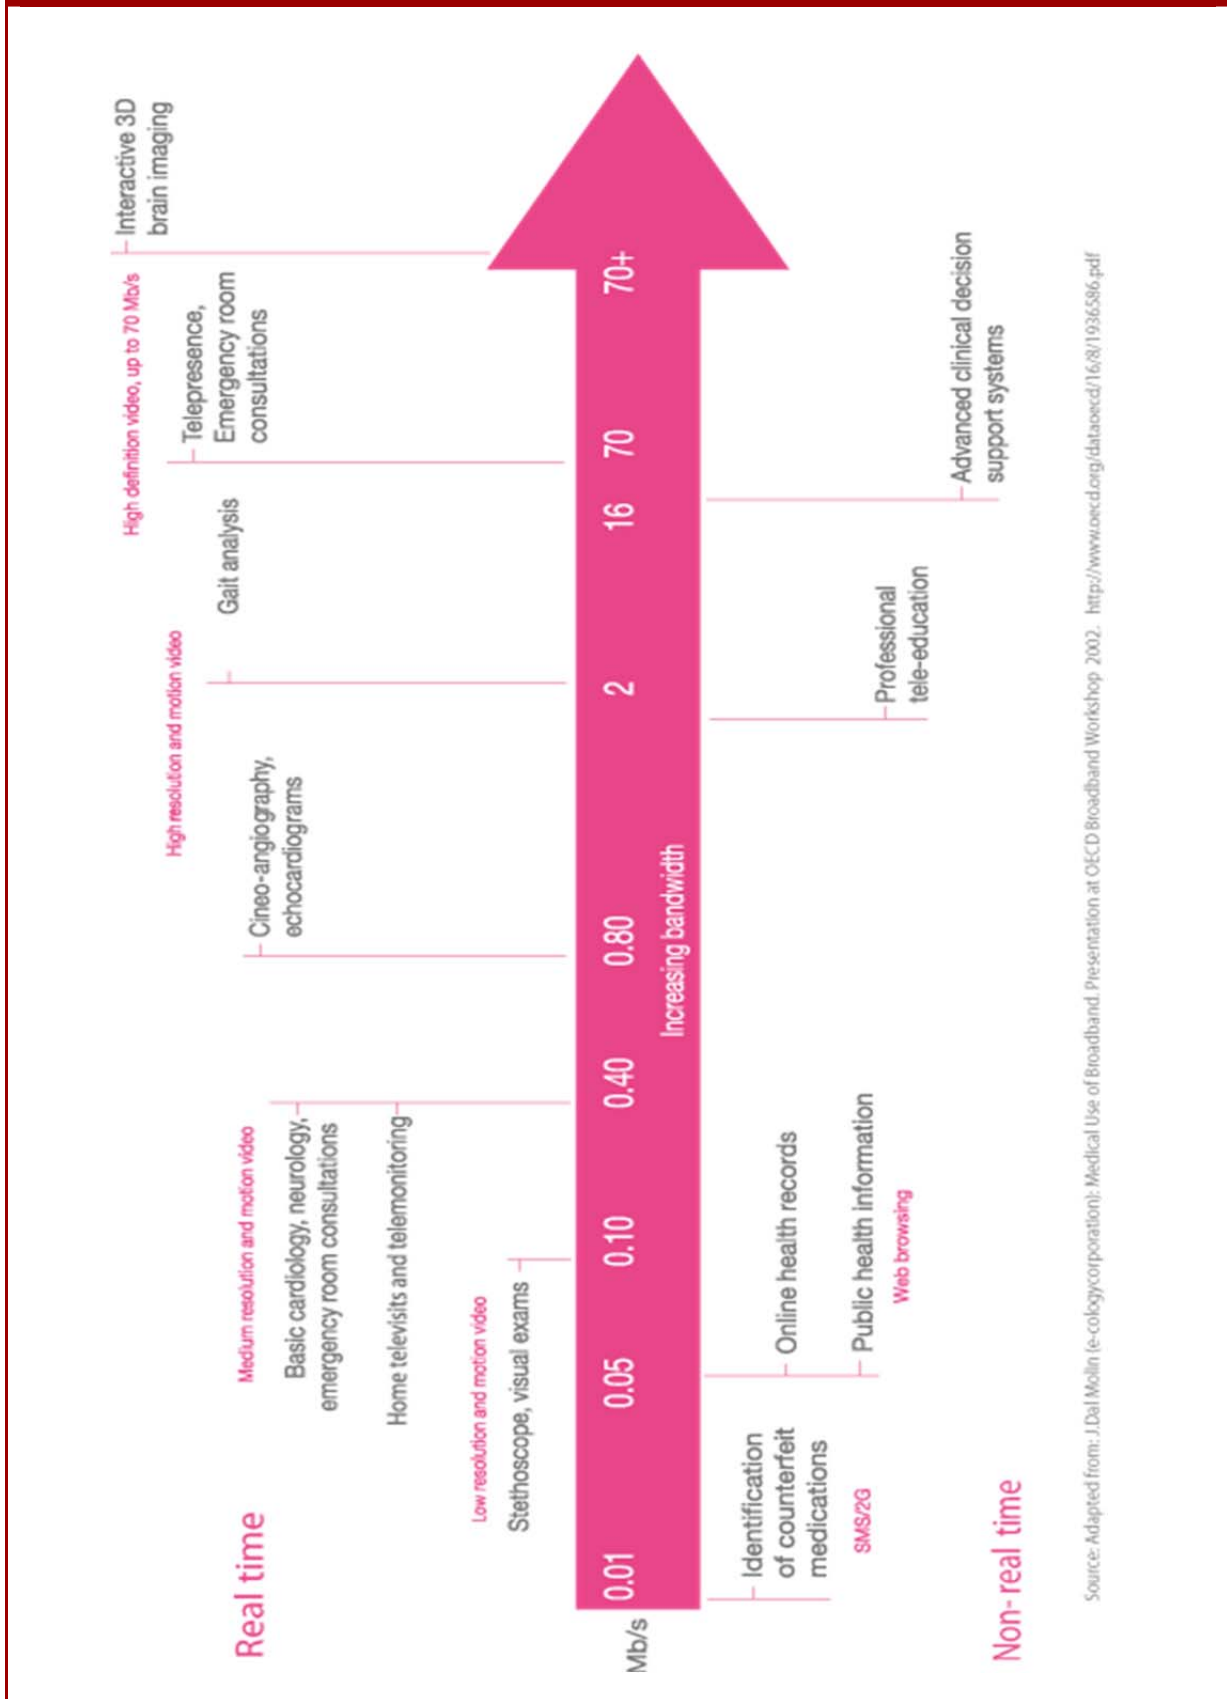 Real time
High definition video, up to 70 Mb/s
Interactive 3D
brain imaging
High resolution and motion video
Telepresence,
Emergency room
consultations
Gait analysis
Cineo-angiography,
echocardiograms
Medium resolution and motion video
Basic cardiology, neurology,
emergency room consultations
Home televisits and telemonitoring
Low resolution and motion video
Stethoscope, visual exams
Mb/s
0.01 0.05 0.10 0.40 0.80 2 16 70 70+
Increasing bandwidth
Identification
of counterfeit
medications
SMS/2G
Online health records
Public health information
Web browsing
Professional
tele-education
Advanced clinical decision
support systems
Non- real time
Source: Adapted from: J.Dal Molin (e-cologycorporation): Medical Use of Broadband. Presentation at OECD Broadband Workshop 2002. http://www.oecd.org/dataoecd/16/8/1936586.pdf